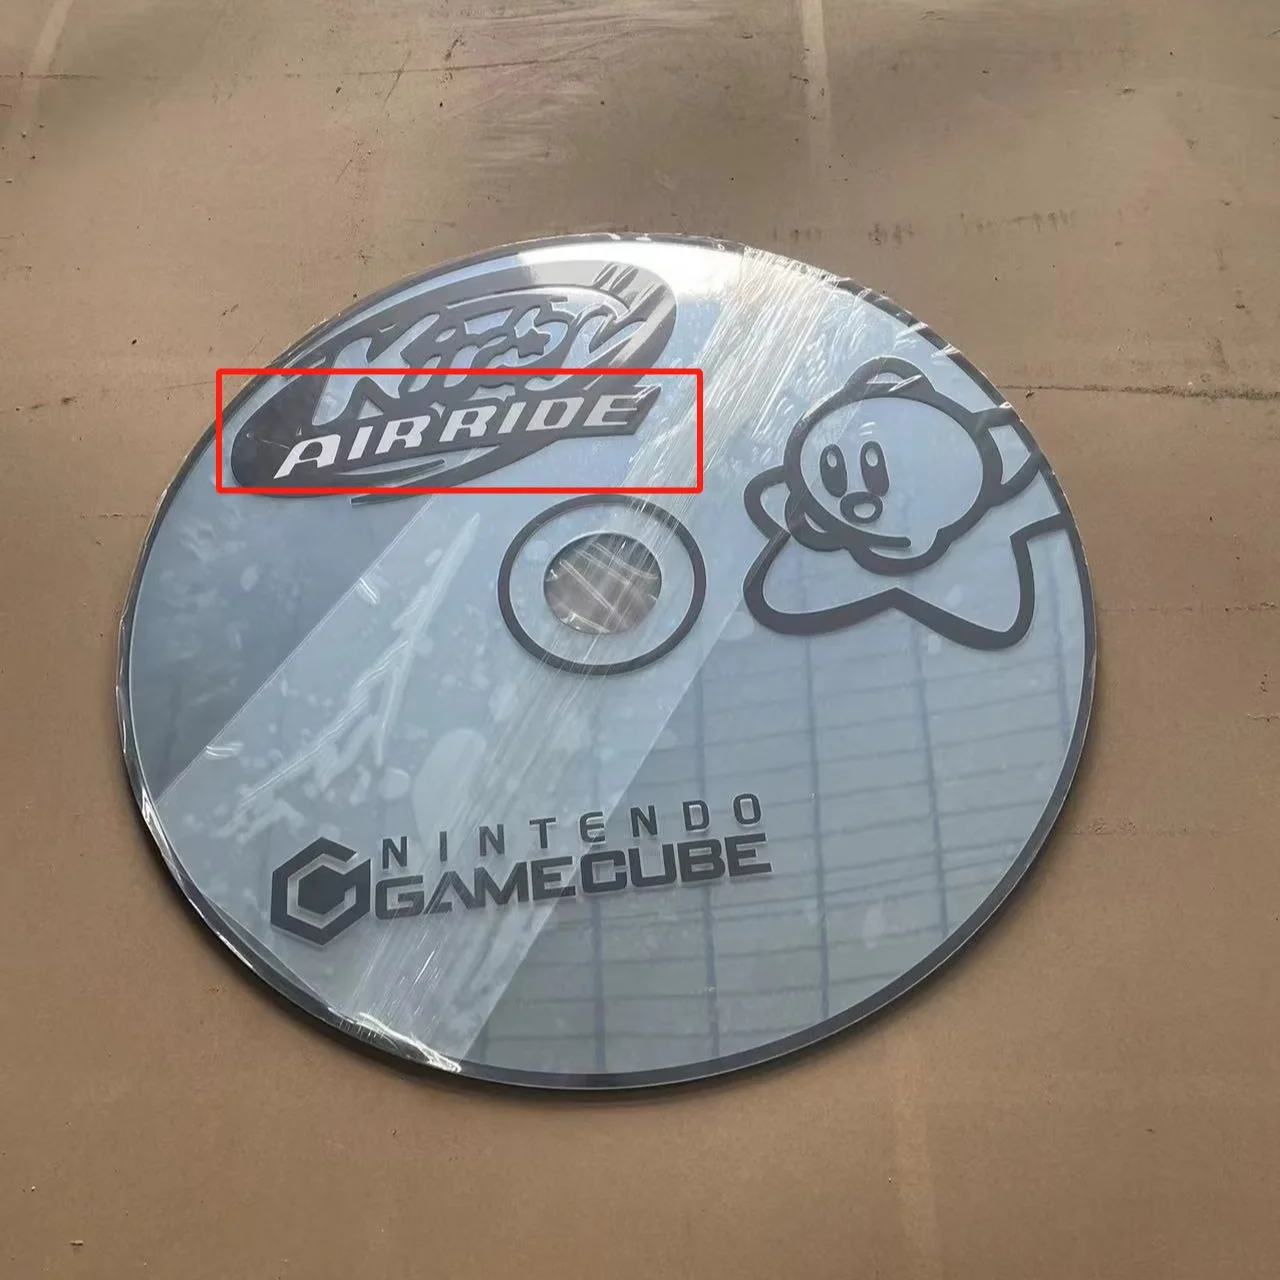 Kirby
AIR RIDE
NINTENDO
GAMECUBE